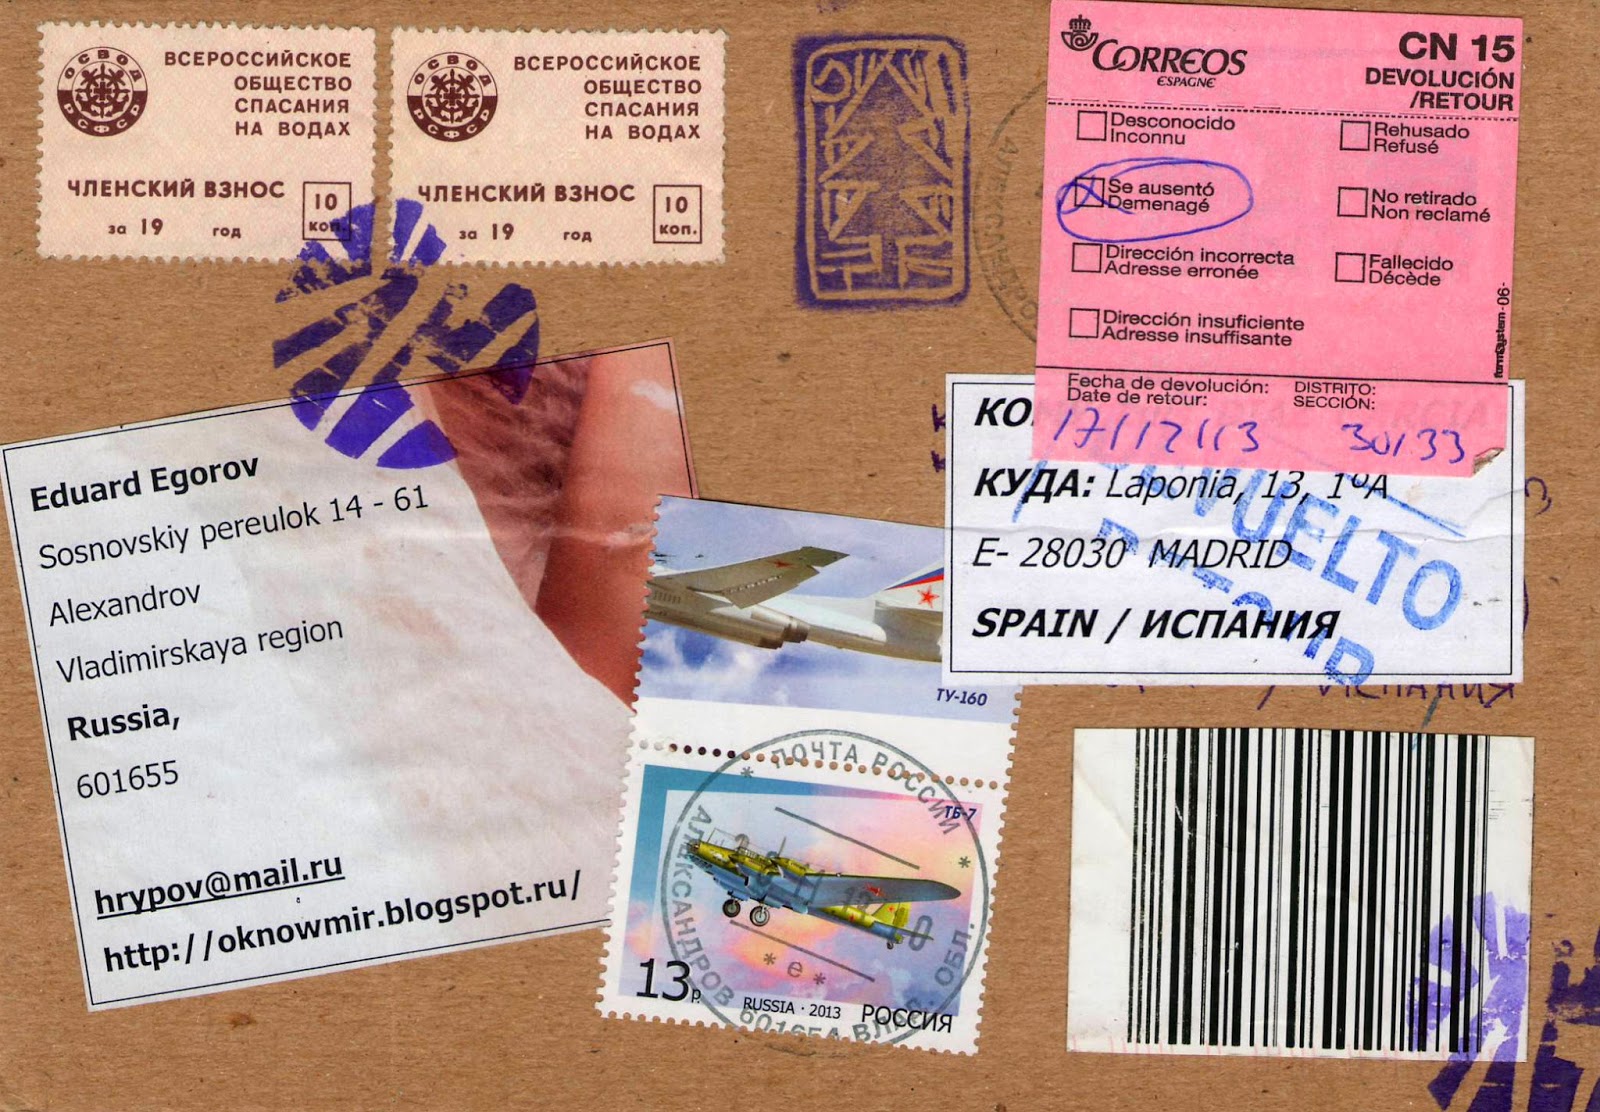 ОСВОД
РСФСР
ВСЕРОССИЙСКОЕ
ОБЩЕСТВО
СПАСАНИЯ
НА ВОДАХ
ЧЛЕНСКИЙ ВЗНОС
10
коп.
за 19 год
ОСВОД
РСФСР
ВСЕРОССИЙСКОЕ
ОБЩЕСТВО
СПАСАНИЯ
НА ВОДАХ
ЧЛЕНСКИЙ ВЗНОС
10
коп.
за 19 год
CORREOS
ESPAGNE
CN 15
DEVOLUCIÓN
/RETOUR
Desconocido
Inconnu
Rehusado
Refusé
Se ausentó
Demenagé
No retirado
Non reclamé
Dirección incorrecta
Adresse erronée
Fallecido
Décède
Dirección insuficiente
Adresse insuffisante
Fecha de devolución:
Date de retour:
DISTRITO:
SECCIÓN:
17/12/13 30/33
КУДА: Laponia, 13, 1ºA
E- 28030 MADRID
SPAIN / ИСПАНИЯ
ИСПАНИЯ
Eduard Egorov
Sosnovskiy pereulok 14 - 61
Alexandrov
Vladimirskaya region
Russia,
601655
hrypov@mail.ru
http://oknowmir.blogspot.ru/
ТУ-160
ПОЧТА РОССИИ
АЛЕКСАНДРОВ
ВЛАД. ОБЛ.
ТБ-7
13р.
RUSSIA · 2013
РОССИЯ